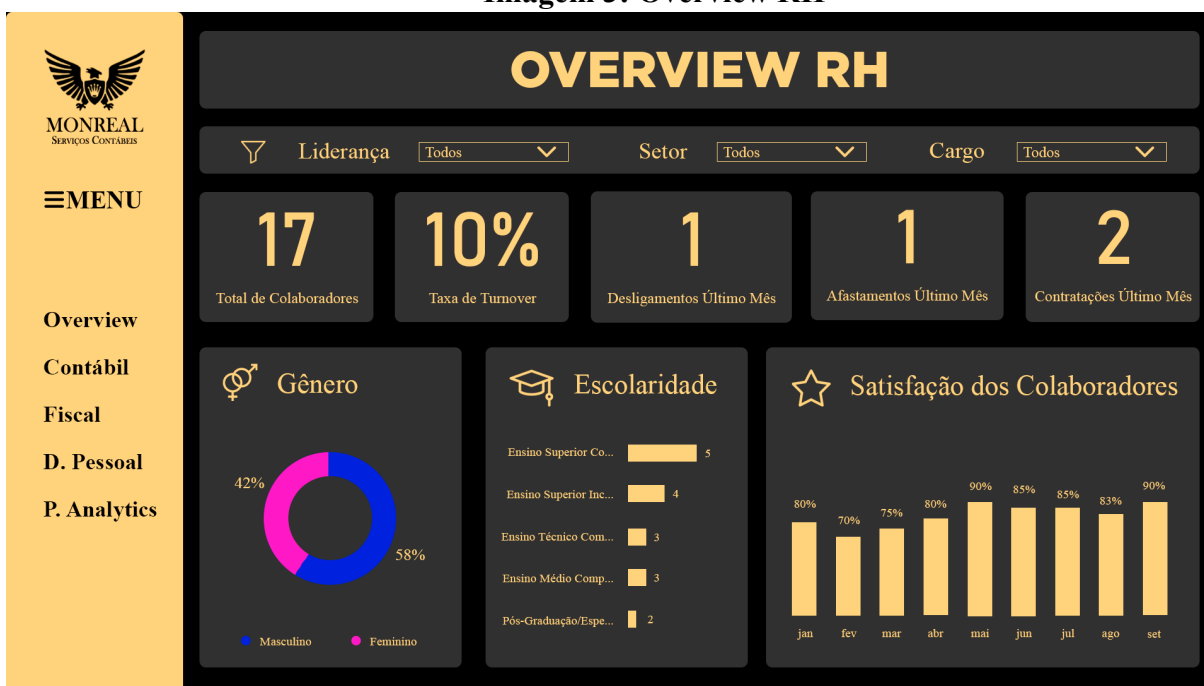 Imagem 3: Overview RH
MONREAL
SERVIÇOS CONTÁBEIS
≡MENU
Overview
Contábil
Fiscal
D. Pessoal
P. Analytics
OVERVIEW RH
Liderança Todos Setor Todos Cargo Todos
17
Total de Colaboradores
10%
Taxa de Turnover
1
Desligamentos Último Mês
1
Afastamentos Último Mês
2
Contratações Último Mês
Gênero
42%
58%
Masculino Feminino
Escolaridade
Ensino Superior Co... 5
Ensino Superior Inc... 4
Ensino Técnico Com... 3
Ensino Médio Comp... 3
Pós-Graduação/Espe... 2
Satisfação dos Colaboradores
80% 70% 75% 80% 90% 85% 85% 83% 90%
jan fev mar abr mai jun jul ago set